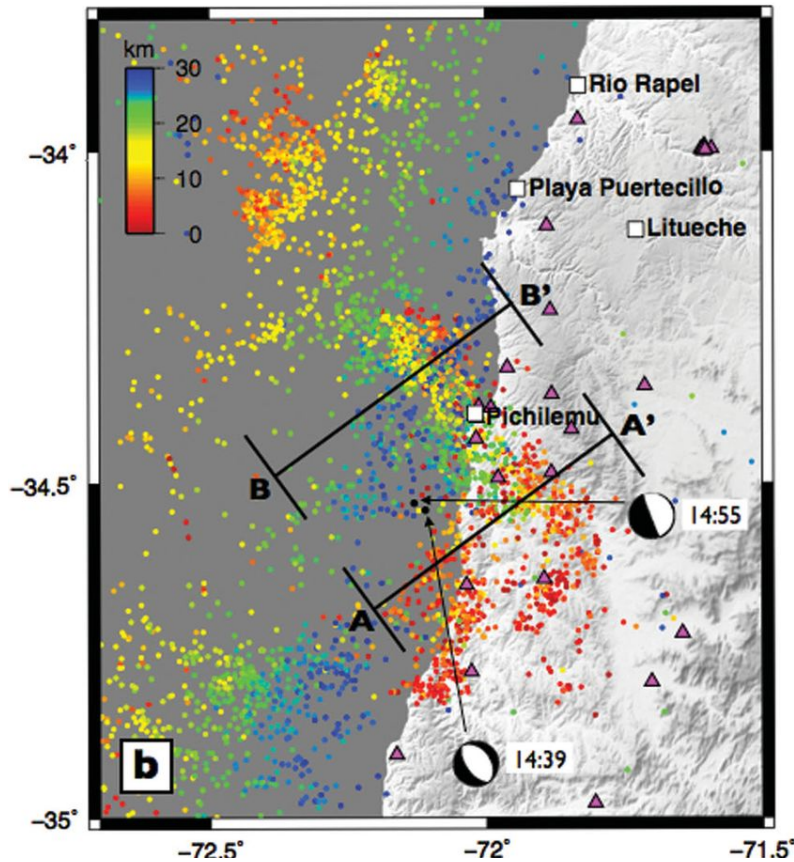 km
30
20
10
0
Rio Rapel
Playa Puertecillo
Litueche
B'
Pichilemu
A'
B
14:55
A
14:39
b
-34°
-34.5°
-35°
-72.5°
-72°
-71.5°